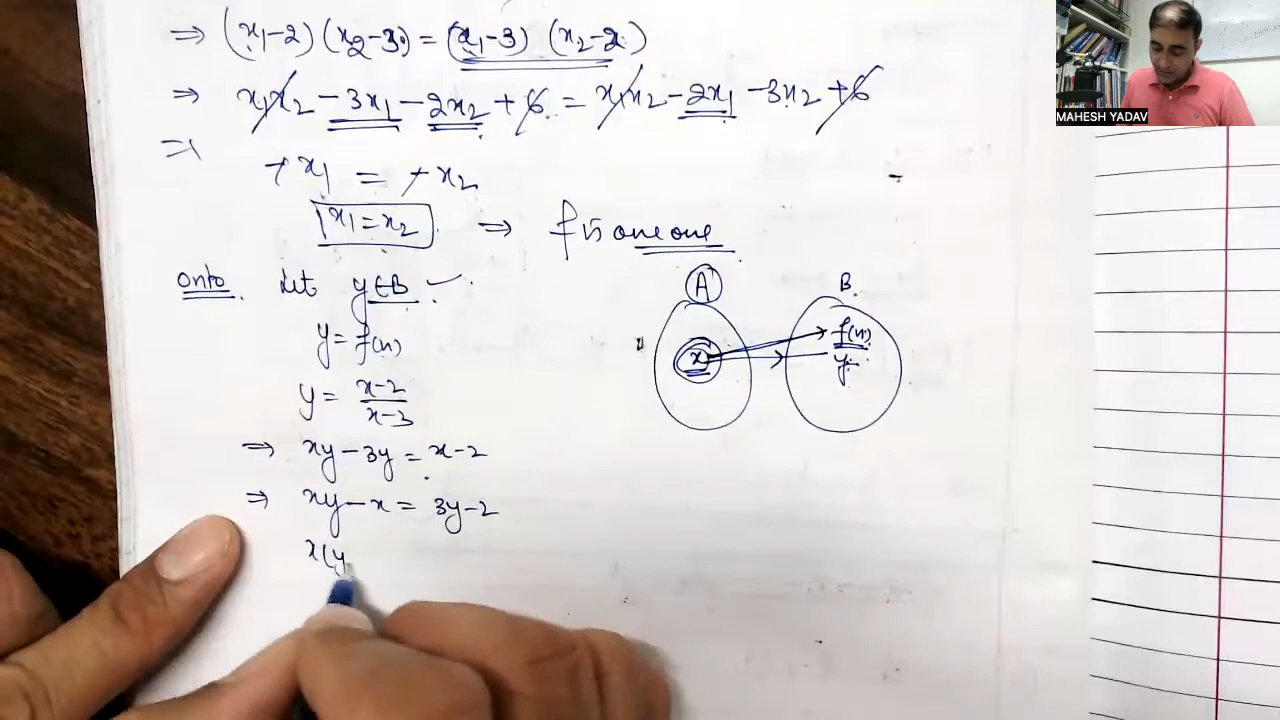 ⇒ (x₁-2) (x₂-3) = (x₁-3) (x₂-2)
⇒ x₁x₂ - 3x₁ - 2x₂ + 6 = x₁x₂ - 2x₁ - 3x₂ + 6
⇒ + x₁ = + x₂
x₁ = x₂ ⇒ f is one one
Onto Let y∈B ✓
y = f(x)
y = x-2 / x-3
⇒ xy - 3y = x-2
⇒ xy - x = 3y-2
x(y
A B
x f(x)
y
MAHESH YADAV